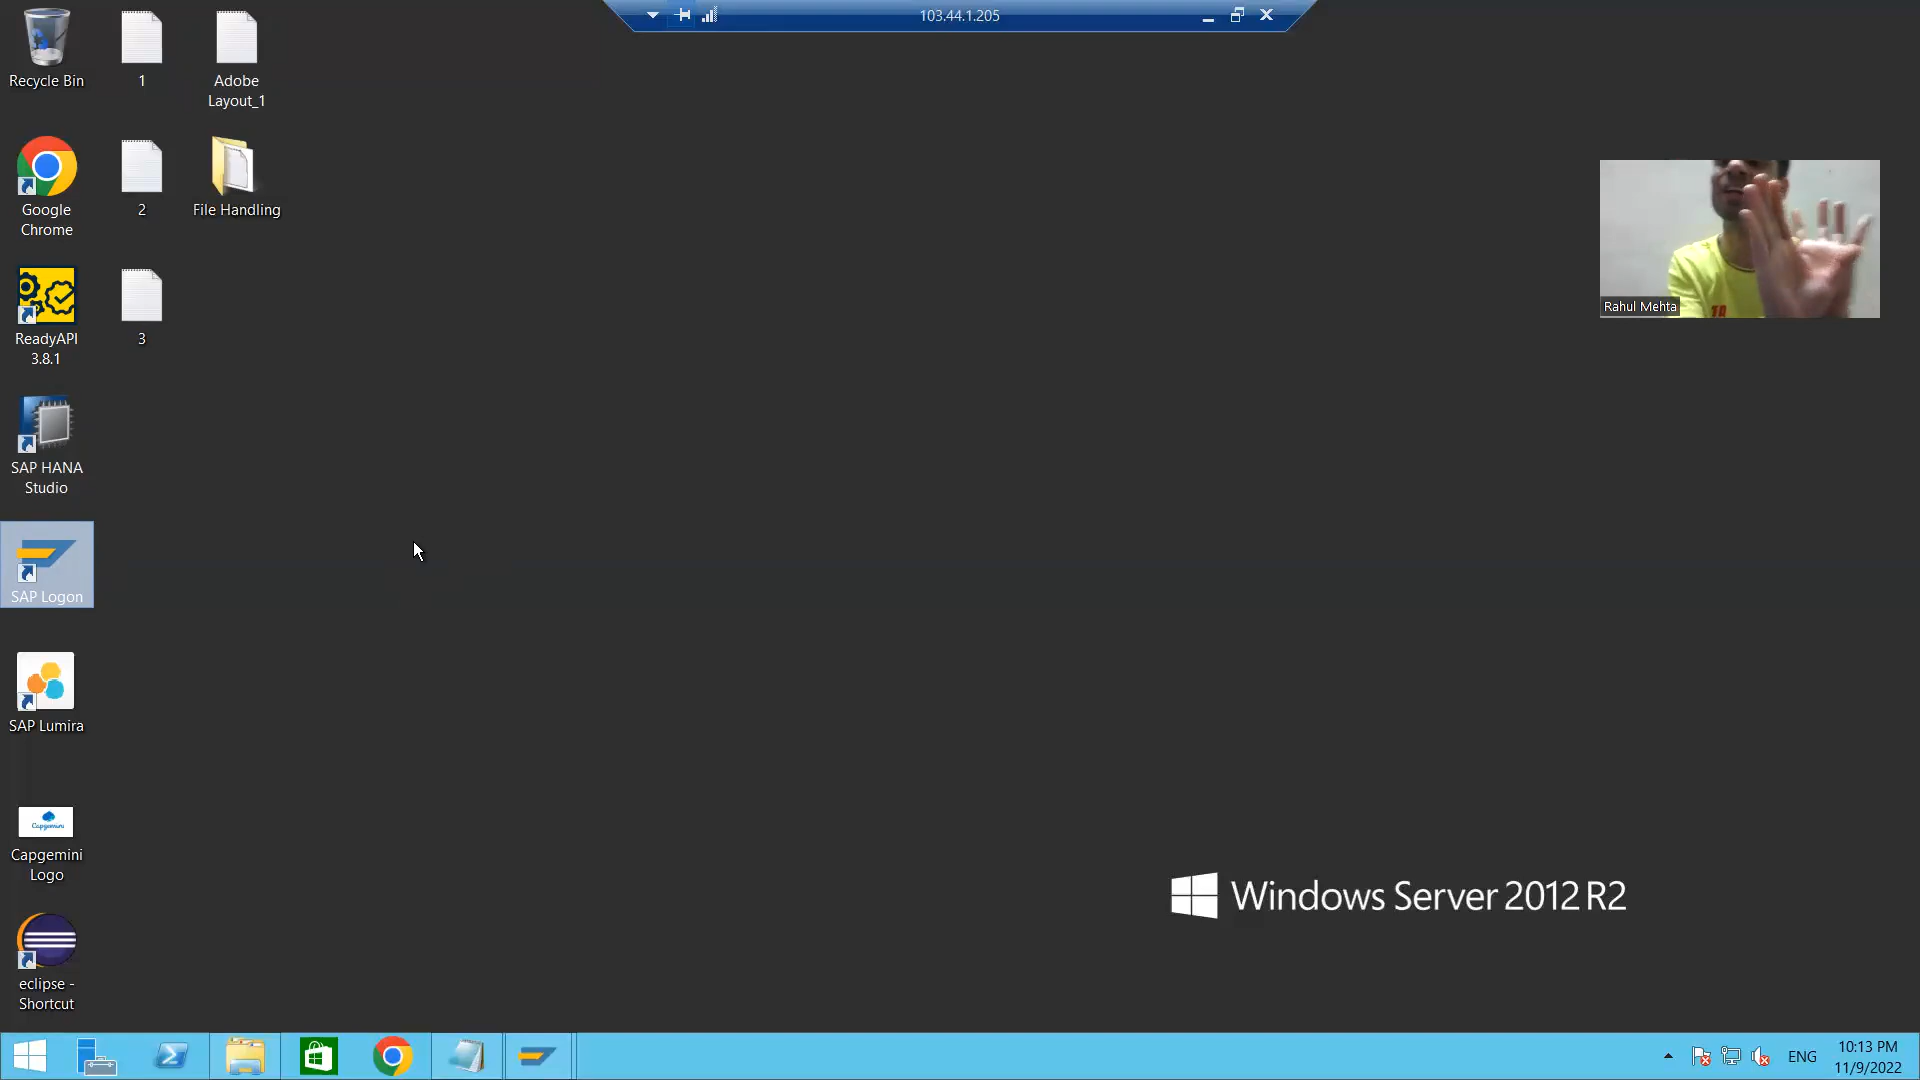 103.44.1.205
Recycle Bin
1
Adobe
Layout_1
Google
Chrome
2
File Handling
ReadyAPI
3.8.1
3
SAP HANA
Studio
SAP Logon
SAP Lumira
Capgemini
Capgemini
Logo
eclipse -
Shortcut
Rahul Mehta
Windows Server 2012 R2
ENG
10:13 PM
11/9/2022